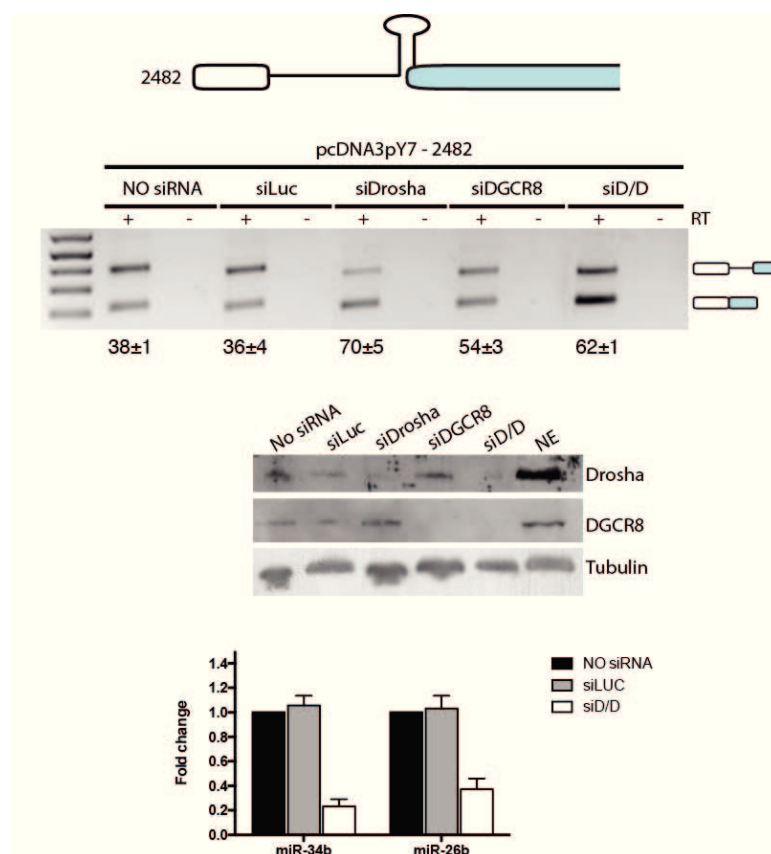 2482
pcDNA3pY7 - 2482
NO siRNA siLuc siDrosha siDGCR8 siD/D
+ - + - + - + - + - RT
38±1 36±4 70±5 54±3 62±1
No siRNA siLuc siDrosha siDGCR8 siD/D NE
Drosha
DGCR8
Tubulin
NO siRNA
siLUC
siD/D
Fold change
1.4
1.2
1.0
0.8
0.6
0.4
0.2
0.0
miR-34b miR-26b